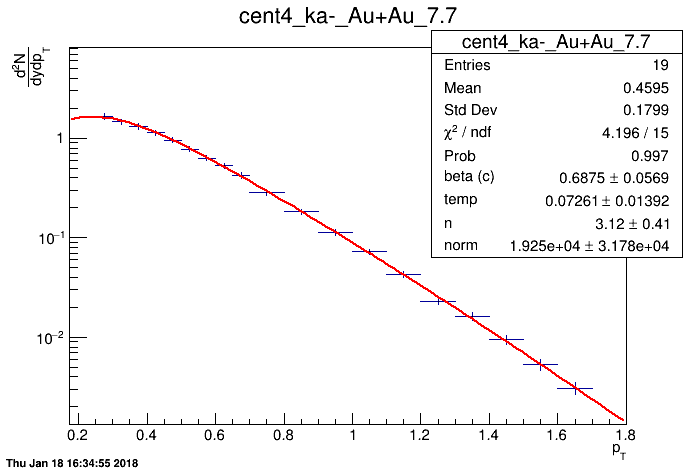 cent4_ka-_Au+Au_7.7
d²N
dydp_T
cent4_ka-_Au+Au_7.7
Entries 19
Mean 0.4595
Std Dev 0.1799
χ² / ndf 4.196 / 15
Prob 0.997
beta (c) 0.6875 ± 0.0569
temp 0.07261 ± 0.01392
n 3.12 ± 0.41
norm 1.925e+04 ± 3.178e+04
1
10⁻¹
10⁻²
0.2 0.4 0.6 0.8 1 1.2 1.4 1.6 1.8
p_T
Thu Jan 18 16:34:55 2018